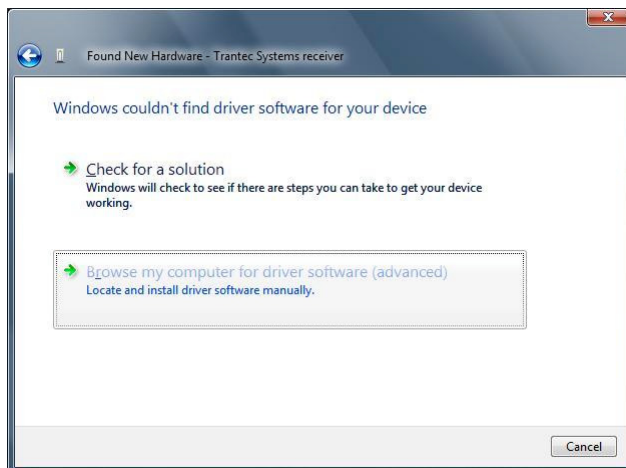 Found New Hardware - Trantec Systems receiver
Windows couldn't find driver software for your device
Check for a solution
Windows will check to see if there are steps you can take to get your device
working.
Browse my computer for driver software (advanced)
Locate and install driver software manually.
Cancel